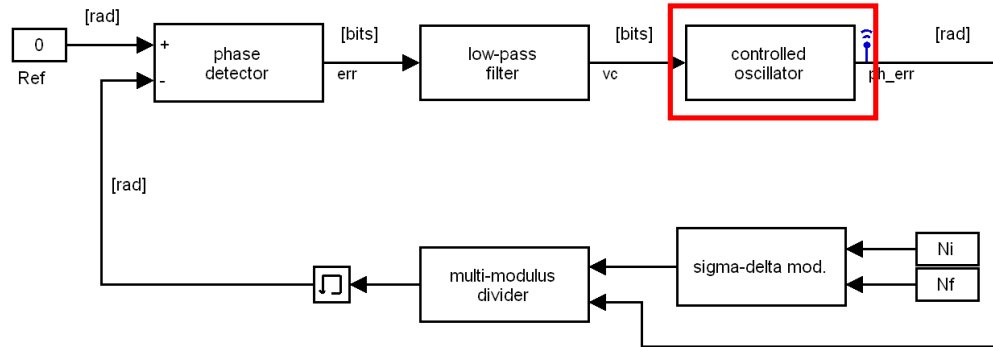 [rad]
0
Ref
+
-
phase
detector
[bits]
err
low-pass
filter
[bits]
vc
controlled
oscillator
ph_err
[rad]
[rad]
multi-modulus
divider
sigma-delta mod.
Ni
Nf